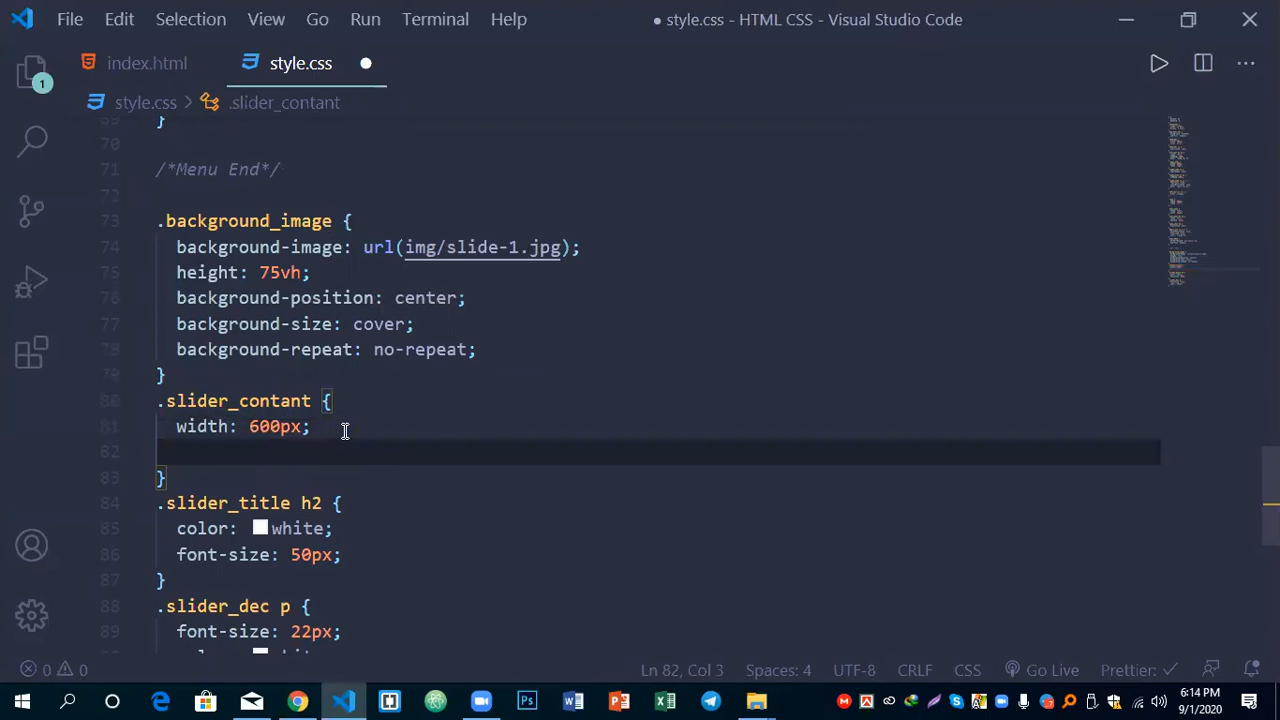 File Edit Selection View Go Run Terminal Help
● style.css - HTML CSS - Visual Studio Code
1
index.html
style.css ●
style.css > .slider_contant
69 }
70
71 /*Menu End*/
72
73 .background_image {
74 background-image: url(img/slide-1.jpg);
75 height: 75vh;
76 background-position: center;
77 background-size: cover;
78 background-repeat: no-repeat;
79 }
80 .slider_contant {
81 width: 600px;
82
83 }
84 .slider_title h2 {
85 color: white;
86 font-size: 50px;
87 }
88 .slider_dec p {
89 font-size: 22px;
0 0 Ln 82, Col 3 Spaces: 4 UTF-8 CRLF CSS Go Live Prettier: ✓
6:14 PM
9/1/2020